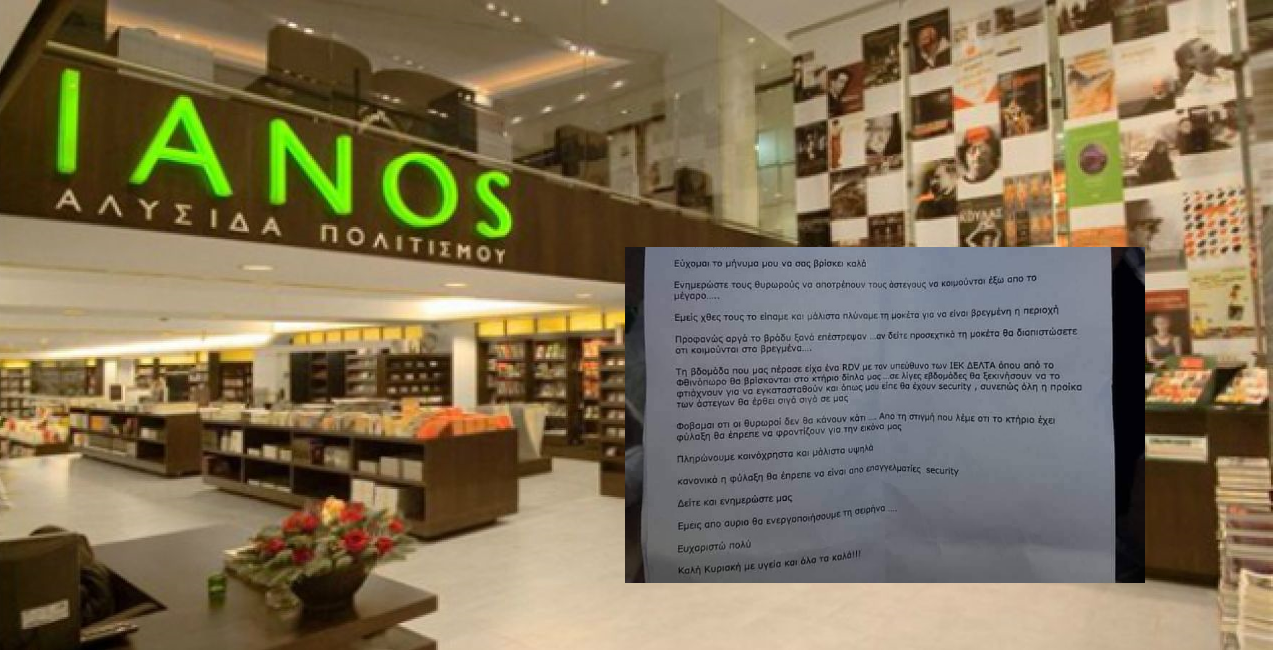 IANOS
ΑΛΥΣΙΔΑ ΠΟΛΙΤΙΣΜΟΥ
Εύχομαι το μήνυμα μου να σας βρίσκει καλά
Ενημερώστε τους θυρωρούς να αποτρέπουν τους άστεγους να κοιμούνται έξω απο το
μέγαρο.....
Εμείς χθες τους το είπαμε και μάλιστα πλύναμε τη μοκέτα για να είναι βρεγμένη η περιοχή
Προφανώς αργά το βράδυ ξανά επέστρεψαν ...αν δείτε προσεχτικά τη μοκέτα θα διαπιστώσετε
οτι κοιμούνται στα βρεγμένα....
Τη βδομάδα που μας πέρασε είχα ένα RDV με τον υπεύθυνο των ΙΕΚ ΔΕΛΤΑ όπου από το
Φθινόπωρο θα βρίσκονται στο κτήριο δίπλα μας ...σε λίγες εβδομάδες θα ξεκινήσουν να το
φτιάχνουν για να εγκατασταθούν και όπως μου είπε θα έχουν security , συνεπώς όλη η προίκα
των άστεγων θα έρθει σιγά σιγά σε μας
Φοβαμαι οτι οι θυρωροί δεν θα κάνουν κάτι .... Απο τη στιγμή που λέμε οτι το κτήριο έχει
φύλαξη θα έπρεπε να φροντίζουν για την εικόνα μας
Πληρώνουμε κοινόχρηστα και μάλιστα υψηλά
κανονικά η φύλαξη θα έπρεπε να είναι απο επαγγελματίες security
Δείτε και ενημερώστε μας
Εμεις απο αυριο θα ενεργοποιήσουμε τη σειρήνα ....
Ευχαριστώ πολύ
Καλή Κυριακή με υγεία και όλα τα καλά!!!